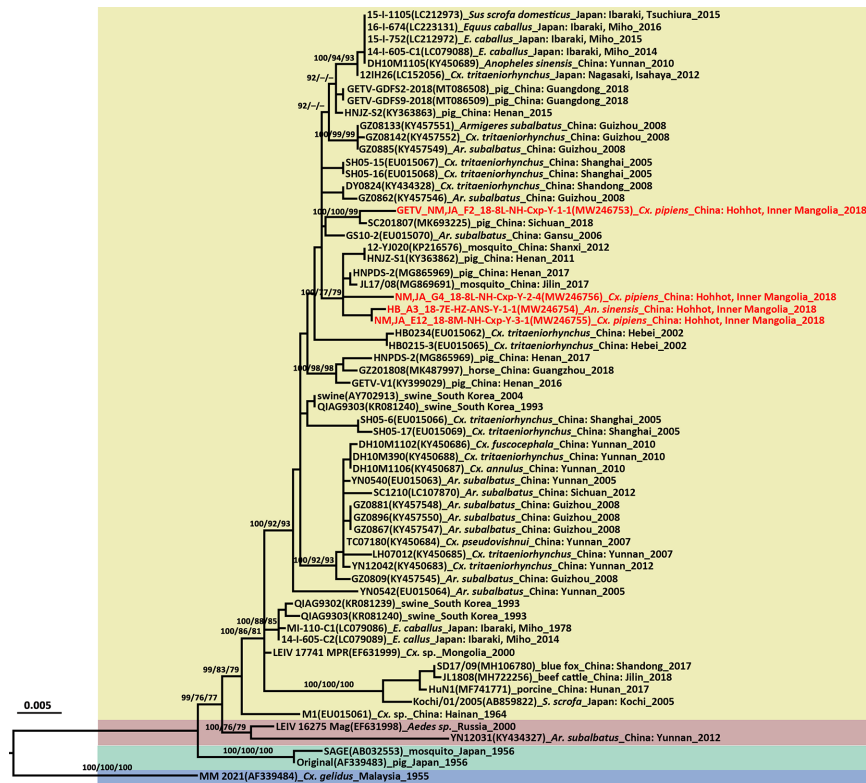 15-I-1105(LC212973)_Sus scrofa domesticus_Japan: Ibaraki, Tsuchiura_2015
16-I-674(LC223131)_Equus caballus_Japan: Ibaraki, Miho_2016
15-I-752(LC212972)_E. caballus_Japan: Ibaraki, Miho_2015
14-I-605-C1(LC079088)_E. caballus_Japan: Ibaraki, Miho_2014
100/94/93
DH10M1105(KY450689)_Anopheles sinensis_China: Yunnan_2010
12IH26(LC152056)_Cx. tritaeniorhynchus_Japan: Nagasaki, Isahaya_2012
92/–/–
GETV-GDFS2-2018(MT086508)_pig_China: Guangdong_2018
GETV-GDFS9-2018(MT086509)_pig_China: Guangdong_2018
92/–/–
HNJZ-S2(KY363863)_pig_China: Henan_2015
GZ08133(KY457551)_Armigeres subalbatus_China: Guizhou_2008
100/99/99
GZ08142(KY457552)_Cx. tritaeniorhynchus_China: Guizhou_2008
GZ0885(KY457549)_Ar. subalbatus_China: Guizhou_2008
SH05-15(EU015067)_Cx. tritaeniorhynchus_China: Shanghai_2005
SH05-16(EU015068)_Cx. tritaeniorhynchus_China: Shanghai_2005
DY0824(KY434328)_Cx. tritaeniorhynchus_China: Shandong_2008
GZ0862(KY457546)_Ar. subalbatus_China: Guizhou_2008
100/100/99
GETV_NM,JA_F2_18-8L-NH-Cxp-Y-1-1(MW246753)_Cx. pipiens_China: Hohhot, Inner Mangolia_2018
SC201807(MK693225)_pig_China: Sichuan_2018
GS10-2(EU015070)_Ar. subalbatus_China: Gansu_2006
12-YJ020(KP216576)_mosquito_China: Shanxi_2012
HNJZ-S1(KY363862)_pig_China: Henan_2011
HNPDS-2(MG865969)_pig_China: Henan_2017
JL17/08(MG869691)_mosquito_China: Jilin_2017
100/77/79
NM,JA_G4_18-8L-NH-Cxp-Y-2-4(MW246756)_Cx. pipiens_China: Hohhot, Inner Mangolia_2018
HB_A3_18-7E-HZ-ANS-Y-1-1(MW246754)_An. sinensis_China: Hohhot, Inner Mangolia_2018
NM,JA_E12_18-8M-NH-Cxp-Y-3-1(MW246755)_Cx. pipiens_China: Hohhot, Inner Mangolia_2018
HB0234(EU015062)_Cx. tritaeniorhynchus_China: Hebei_2002
HB0215-3(EU015065)_Cx. tritaeniorhynchus_China: Hebei_2002
HNPDS-2(MG865969)_pig_China: Henan_2017
100/98/98
GZ201808(MK487997)_horse_China: Guangzhou_2018
GETV-V1(KY399029)_pig_China: Henan_2016
swine(AY702913)_swine_South Korea_2004
QIAG9303(KR081240)_swine_South Korea_1993
SH05-6(EU015066)_Cx. tritaeniorhynchus_China: Shanghai_2005
SH05-17(EU015069)_Cx. tritaeniorhynchus_China: Shanghai_2005
DH10M1102(KY450686)_Cx. fuscocephala_China: Yunnan_2010
DH10M390(KY450688)_Cx. tritaeniorhynchus_China: Yunnan_2010
DH10M1106(KY450687)_Cx. annulus_China: Yunnan_2010
YN0540(EU015063)_Ar. subalbatus_China: Yunnan_2005
SC1210(LC107870)_Ar. subalbatus_China: Sichuan_2012
GZ0881(KY457548)_Ar. subalbatus_China: Guizhou_2008
GZ0896(KY457550)_Ar. subalbatus_China: Guizhou_2008
GZ0867(KY457547)_Ar. subalbatus_China: Guizhou_2008
100/92/93
TC07180(KY450684)_Cx. pseudovishnui_China: Yunnan_2007
LH07012(KY450685)_Cx. tritaeniorhynchus_China: Yunnan_2007
100/92/93
YN12042(KY450683)_Cx. tritaeniorhynchus_China: Yunnan_2012
GZ0809(KY457545)_Ar. subalbatus_China: Guizhou_2008
YN0542(EU015064)_Ar. subalbatus_China: Yunnan_2005
QIAG9302(KR081239)_swine_South Korea_1993
QIAG9303(KR081240)_swine_South Korea_1993
100/88/85
MI-110-C1(LC079086)_E. caballus_Japan: Ibaraki, Miho_1978
100/86/81
14-I-605-C2(LC079089)_E. callus_Japan: Ibaraki, Miho_2014
LEIV 17741 MPR(EF631999)_Cx. sp._Mongolia_2000
SD17/09(MH106780)_blue fox_China: Shandong_2017
99/83/79
JL1808(MH722256)_beef cattle_China: Jilin_2018
100/100/100
HuN1(MF741771)_porcine_China: Hunan_2017
99/76/77
Kochi/01/2005(AB859822)_S. scrofa_Japan: Kochi_2005
0.005
M1(EU015061)_Cx. sp._China: Hainan_1964
100/76/79
LEIV 16275 Mag(EF631998)_Aedes sp._Russia_2000
YN12031(KY434327)_Ar. subalbatus_China: Yunnan_2012
100/100/100
SAGE(AB032553)_mosquito_Japan_1956
Original(AF339483)_pig_Japan_1956
100/100/100
MM 2021(AF339484)_Cx. gelidus_Malaysia_1955